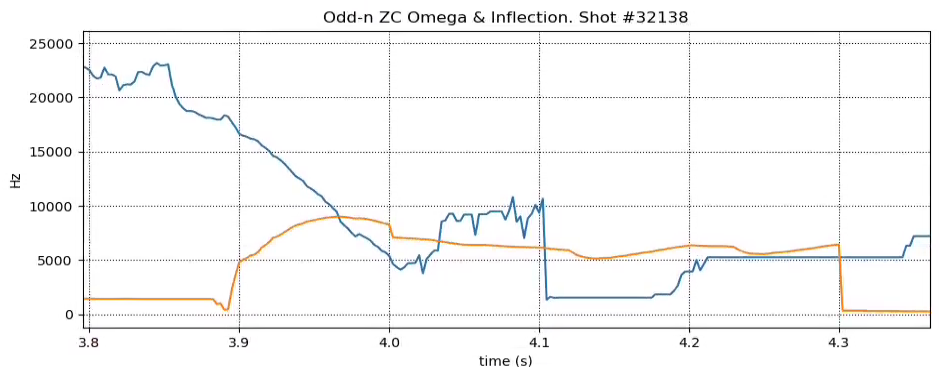 Odd-n ZC Omega & Inflection. Shot #32138
25000
20000
15000
10000
5000
0
Hz
3.8 3.9 4.0 4.1 4.2 4.3
time (s)